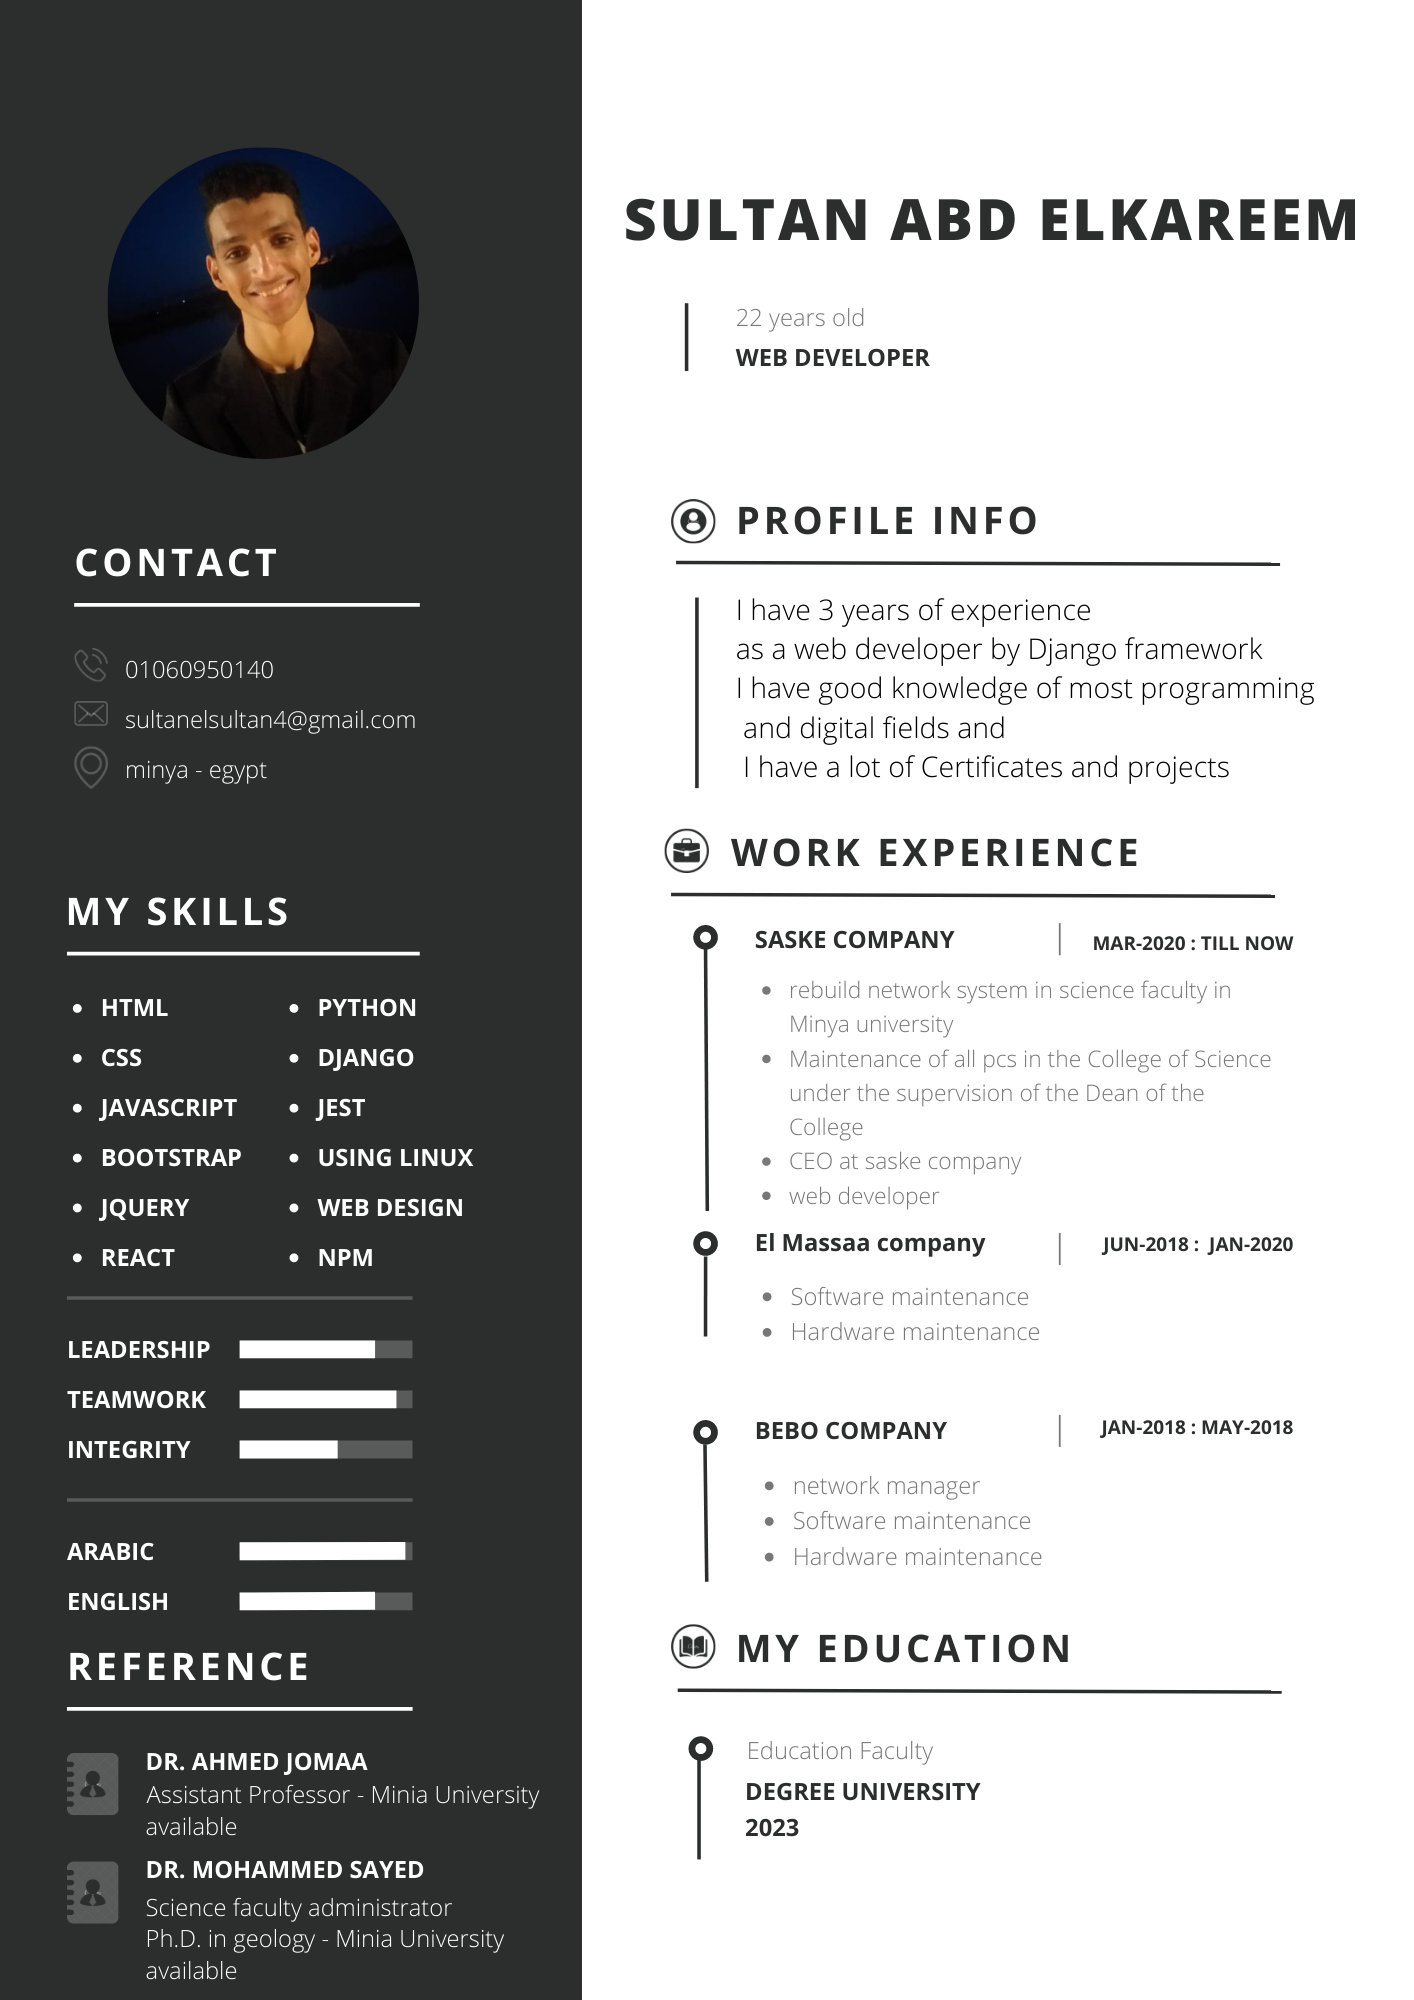 SULTAN ABD ELKAREEM
22 years old
WEB DEVELOPER
CONTACT
01060950140
sultanelsultan4@gmail.com
minya - egypt
MY SKILLS
HTML
CSS
JAVASCRIPT
BOOTSTRAP
JQUERY
REACT
PYTHON
DJANGO
JEST
USING LINUX
WEB DESIGN
NPM
LEADERSHIP
TEAMWORK
INTEGRITY
ARABIC
ENGLISH
REFERENCE
DR. AHMED JOMAA
Assistant Professor - Minia University
available
DR. MOHAMMED SAYED
Science faculty administrator
Ph.D. in geology - Minia University
available
PROFILE INFO
I have 3 years of experience
as a web developer by Django framework
I have good knowledge of most programming
and digital fields and
I have a lot of Certificates and projects
WORK EXPERIENCE
SASKE COMPANY
MAR-2020 : TILL NOW
rebuild network system in science faculty in
Minya university
Maintenance of all pcs in the College of Science
under the supervision of the Dean of the
College
CEO at saske company
web developer
El Massaa company
JUN-2018 : JAN-2020
Software maintenance
Hardware maintenance
BEBO COMPANY
JAN-2018 : MAY-2018
network manager
Software maintenance
Hardware maintenance
MY EDUCATION
Education Faculty
DEGREE UNIVERSITY
2023